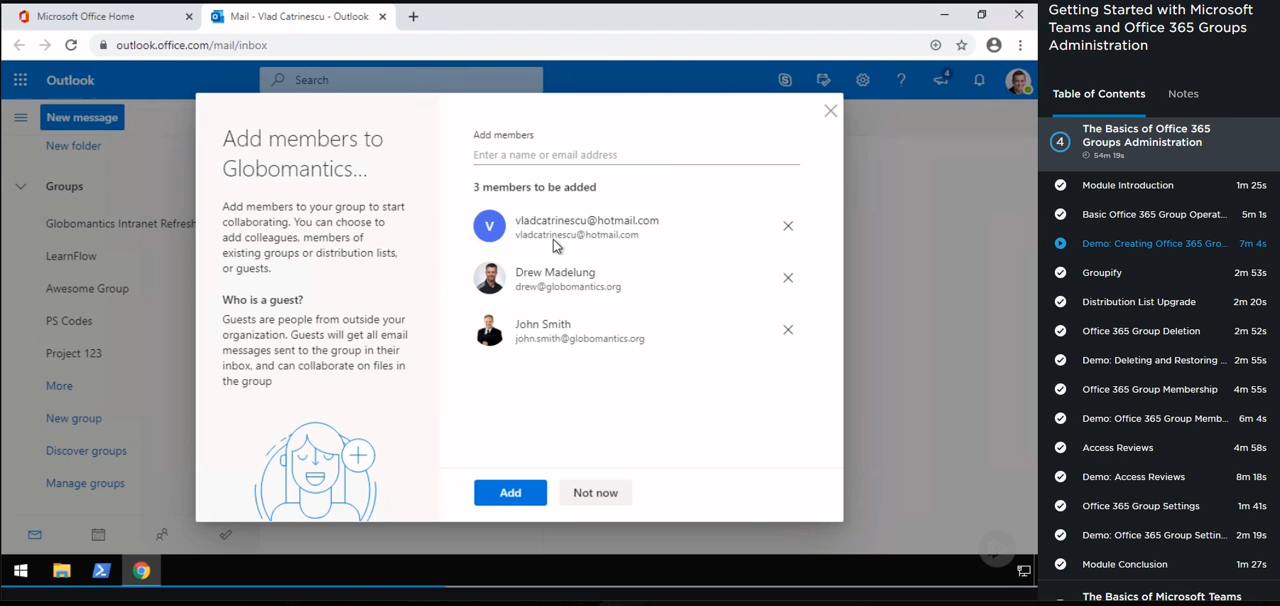 Microsoft Office Home
Mail - Vlad Catrinescu - Outlook
outlook.office.com/mail/inbox
Outlook
Search
4
New message
New folder
Groups
Globomantics Intranet Refresh
LearnFlow
Awesome Group
PS Codes
Project 123
More
New group
Discover groups
Manage groups
Add members to
Globomantics...
Add members to your group to start
collaborating. You can choose to
add colleagues, members of
existing groups or distribution lists,
or guests.
Who is a guest?
Guests are people from outside your
organization. Guests will get all email
messages sent to the group in their
inbox, and can collaborate on files in
the group
Add members
Enter a name or email address
3 members to be added
V
vladcatrinescu@hotmail.com
vladcatrinescu@hotmail.com
Drew Madelung
drew@globomantics.org
John Smith
john.smith@globomantics.org
Add
Not now
Getting Started with Microsoft
Teams and Office 365 Groups
Administration
Table of Contents
Notes
4
The Basics of Office 365
Groups Administration
54m 19s
Module Introduction 1m 25s
Basic Office 365 Group Operat... 5m 1s
Demo: Creating Office 365 Gro... 7m 4s
Groupify 2m 53s
Distribution List Upgrade 2m 20s
Office 365 Group Deletion 2m 52s
Demo: Deleting and Restoring ... 2m 55s
Office 365 Group Membership 4m 55s
Demo: Office 365 Group Memb... 6m 4s
Access Reviews 4m 58s
Demo: Access Reviews 8m 18s
Office 365 Group Settings 1m 41s
Demo: Office 365 Group Settin... 2m 19s
Module Conclusion 1m 27s
The Basics of Microsoft Teams